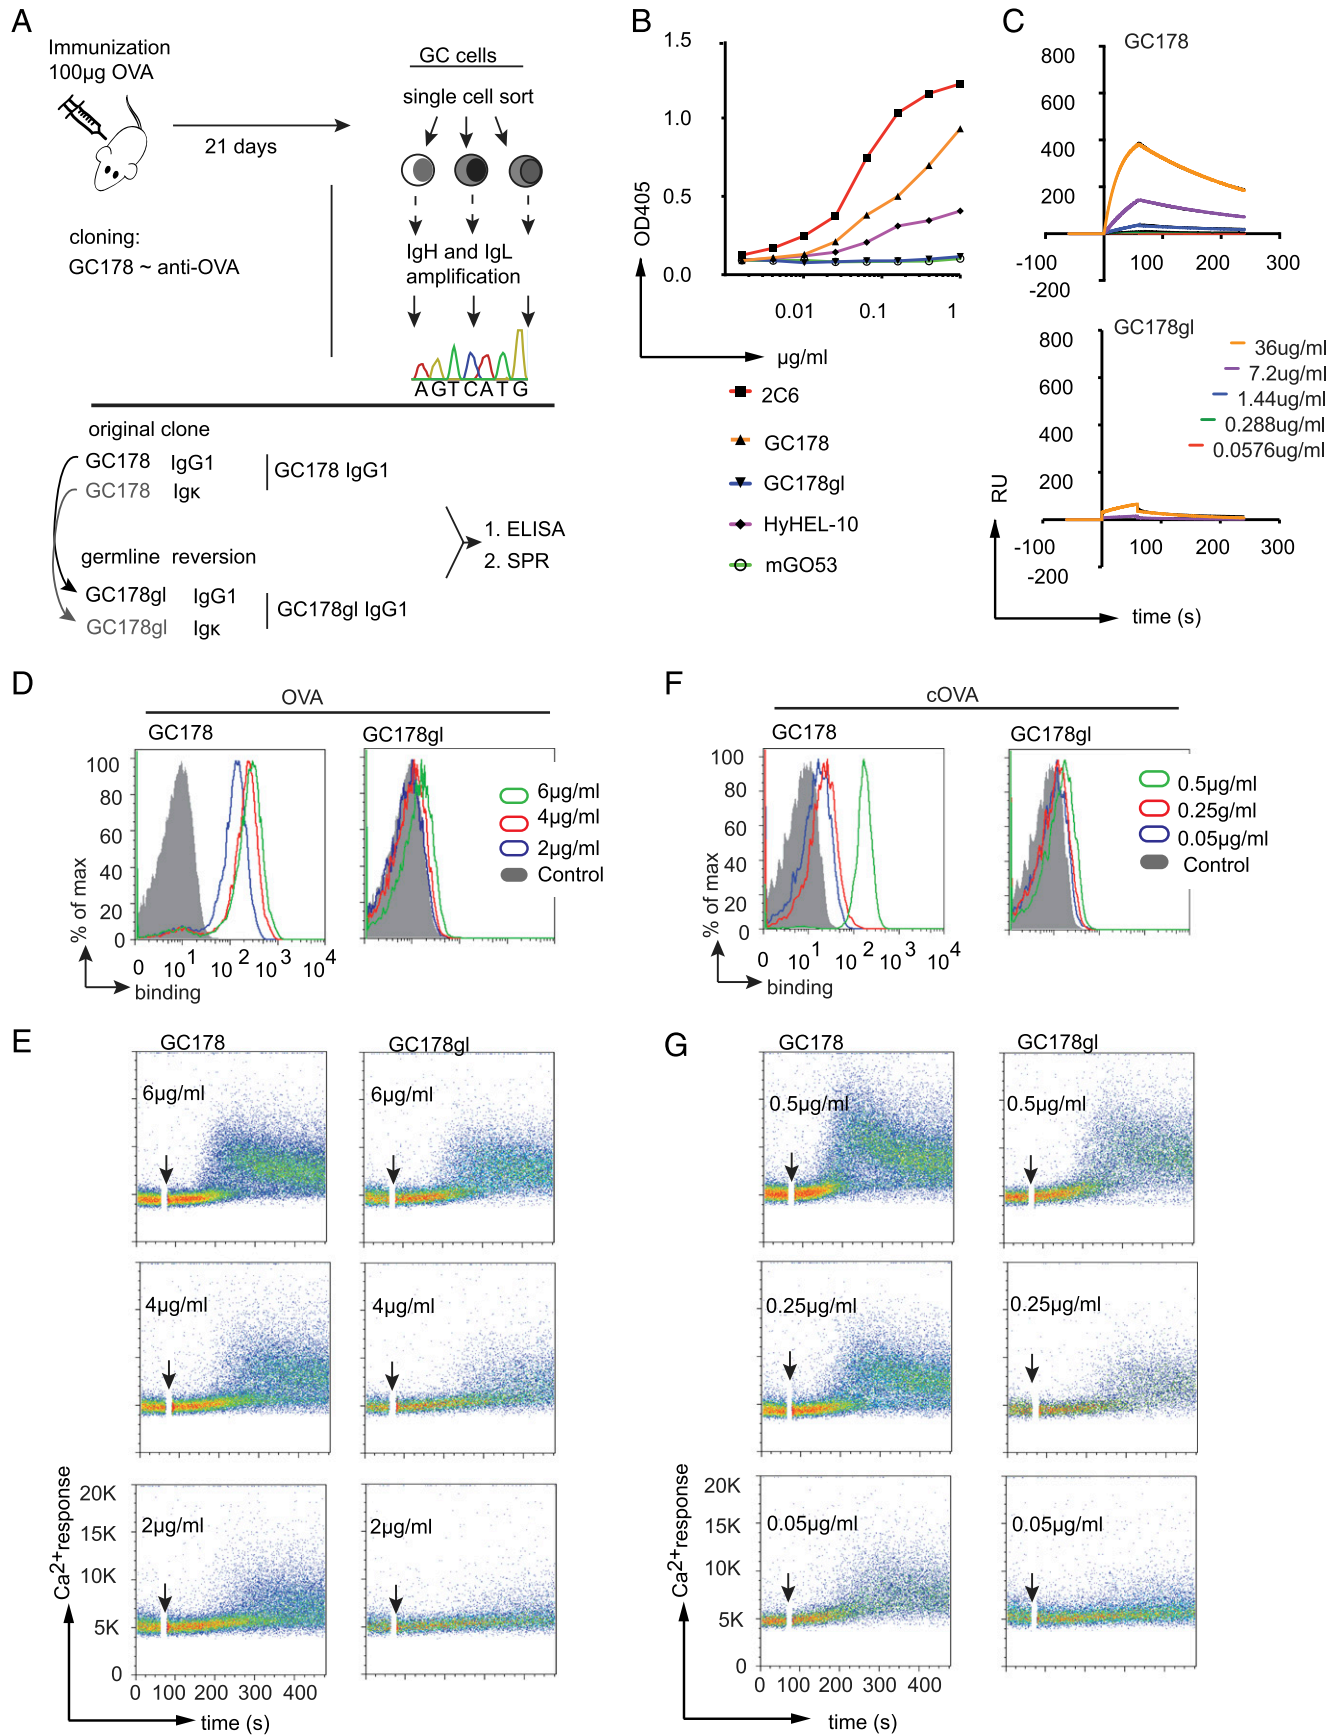 A
Immunization
100µg OVA
21 days
GC cells
single cell sort
cloning:
GC178 ~ anti-OVA
IgH and IgL
amplification
AGTCATG
original clone
GC178 IgG1
GC178 Igκ
GC178 IgG1
germline reversion
GC178gl IgG1
GC178gl Igκ
GC178gl IgG1
1. ELISA
2. SPR
B
1.5
1.0
0.5
0.0
OD405
0.01 0.1 1
µg/ml
2C6
GC178
GC178gl
HyHEL-10
mGO53
C
GC178
800
600
400
200
-100 100 200 300
-200
GC178gl
800
600
400
200
-100 100 200 300
-200
36ug/ml
7.2ug/ml
1.44ug/ml
0.288ug/ml
0.0576ug/ml
RU
time (s)
D
OVA
GC178
GC178gl
100
80
60
40
20
0
% of max
0 10^1 10^2 10^3 10^4
binding
6µg/ml
4µg/ml
2µg/ml
Control
F
cOVA
GC178
GC178gl
100
80
60
40
20
0
% of max
0 10^1 10^2 10^3 10^4
binding
0.5µg/ml
0.25g/ml
0.05µg/ml
Control
E
GC178
GC178gl
6µg/ml
6µg/ml
4µg/ml
4µg/ml
2µg/ml
2µg/ml
20K
15K
10K
5K
0
Ca2+response
0 100 200 300 400
time (s)
G
GC178
GC178gl
0.5µg/ml
0.5µg/ml
0.25µg/ml
0.25µg/ml
0.05µg/ml
0.05µg/ml
20K
15K
10K
5K
0
Ca2+response
0 100 200 300 400
time (s)